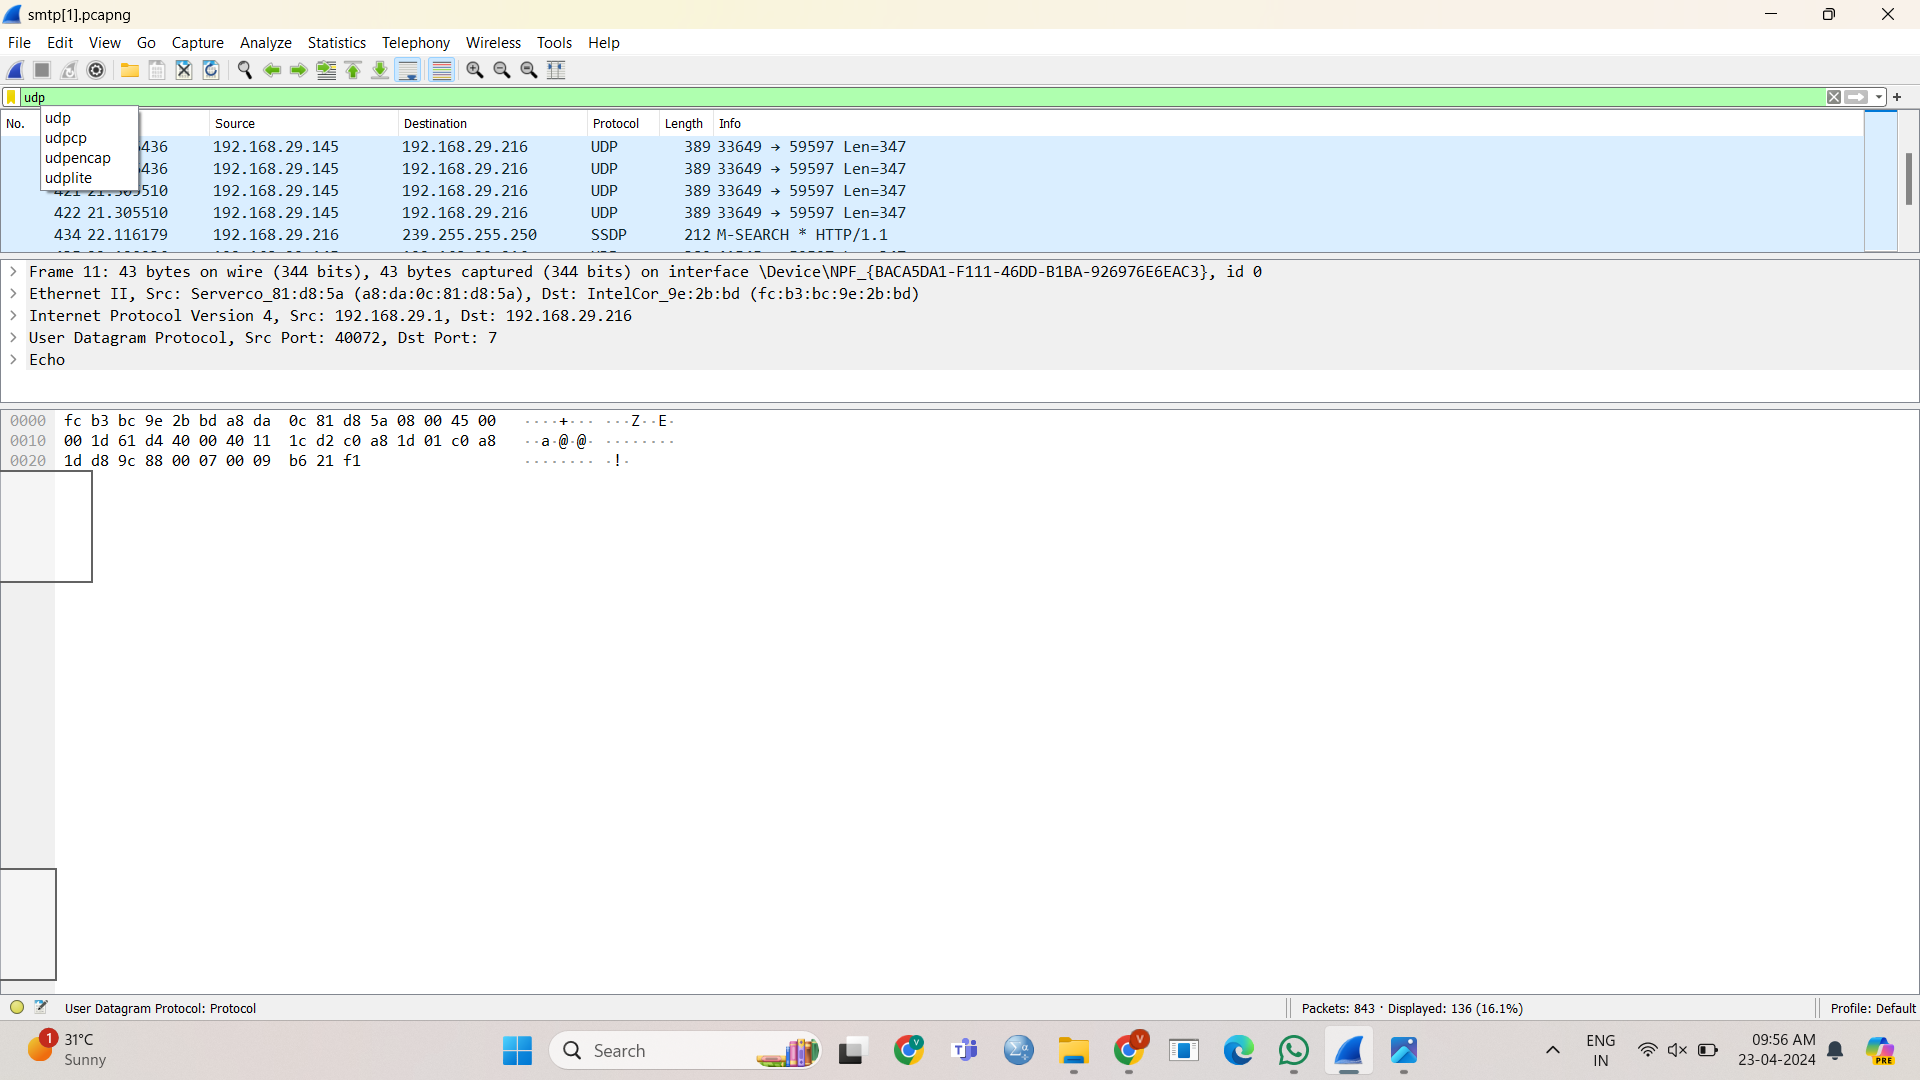 smtp[1].pcapng
File Edit View Go Capture Analyze Statistics Telephony Wireless Tools Help
udp
udp
udpcp
udpencap
udplite
No. Source Destination Protocol Length Info
436 192.168.29.145 192.168.29.216 UDP 389 33649 → 59597 Len=347
436 192.168.29.145 192.168.29.216 UDP 389 33649 → 59597 Len=347
421 21.305510 192.168.29.145 192.168.29.216 UDP 389 33649 → 59597 Len=347
422 21.305510 192.168.29.145 192.168.29.216 UDP 389 33649 → 59597 Len=347
434 22.116179 192.168.29.216 239.255.255.250 SSDP 212 M-SEARCH * HTTP/1.1
Frame 11: 43 bytes on wire (344 bits), 43 bytes captured (344 bits) on interface \Device\NPF_{BACA5DA1-F111-46DD-B1BA-926976E6EAC3}, id 0
Ethernet II, Src: Serverco_81:d8:5a (a8:da:0c:81:d8:5a), Dst: IntelCor_9e:2b:bd (fc:b3:bc:9e:2b:bd)
Internet Protocol Version 4, Src: 192.168.29.1, Dst: 192.168.29.216
User Datagram Protocol, Src Port: 40072, Dst Port: 7
Echo
0000 fc b3 bc 9e 2b bd a8 da 0c 81 d8 5a 08 00 45 00 ····+··· ···Z··E·
0010 00 1d 61 d4 40 00 40 11 1c d2 c0 a8 1d 01 c0 a8 ··a·@·@· ········
0020 1d d8 9c 88 00 07 00 09 b6 21 f1 ········ ·!·
User Datagram Protocol: Protocol
Packets: 843 · Displayed: 136 (16.1%)
Profile: Default
1
31°C
Sunny
Search
V
V
ENG
IN
09:56 AM
23-04-2024
PRE